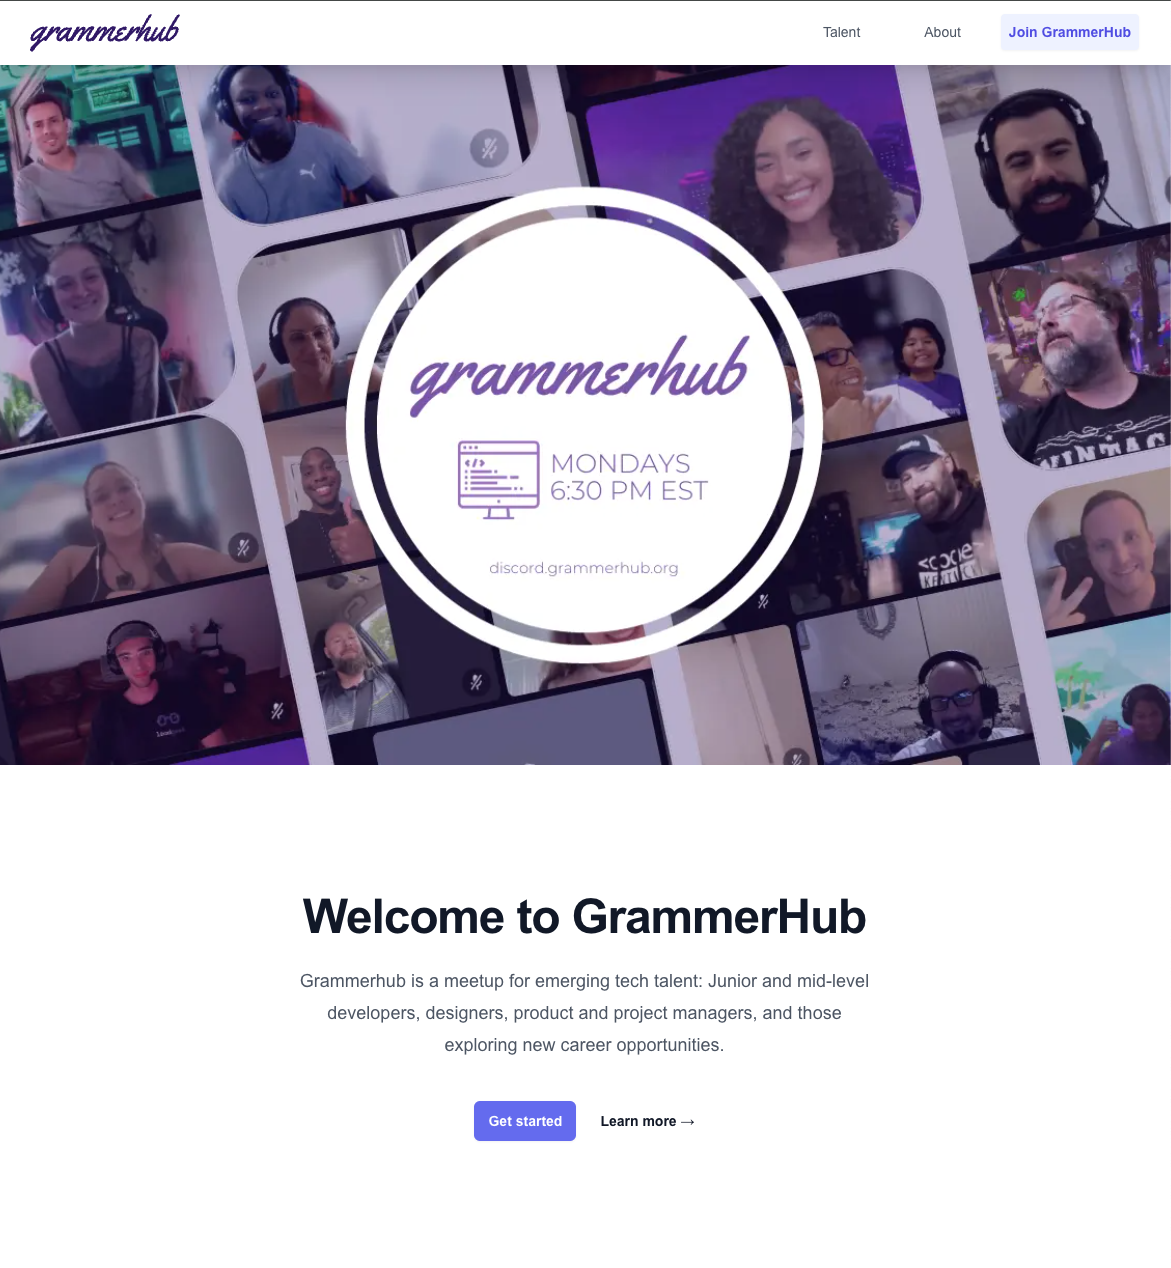 grammerhub
Talent
About
Join GrammerHub
grammerhub
MONDAYS
6:30 PM EST
discord.grammerhub.org
Welcome to GrammerHub
Grammerhub is a meetup for emerging tech talent: Junior and mid-level
developers, designers, product and project managers, and those
exploring new career opportunities.
Get started
Learn more →